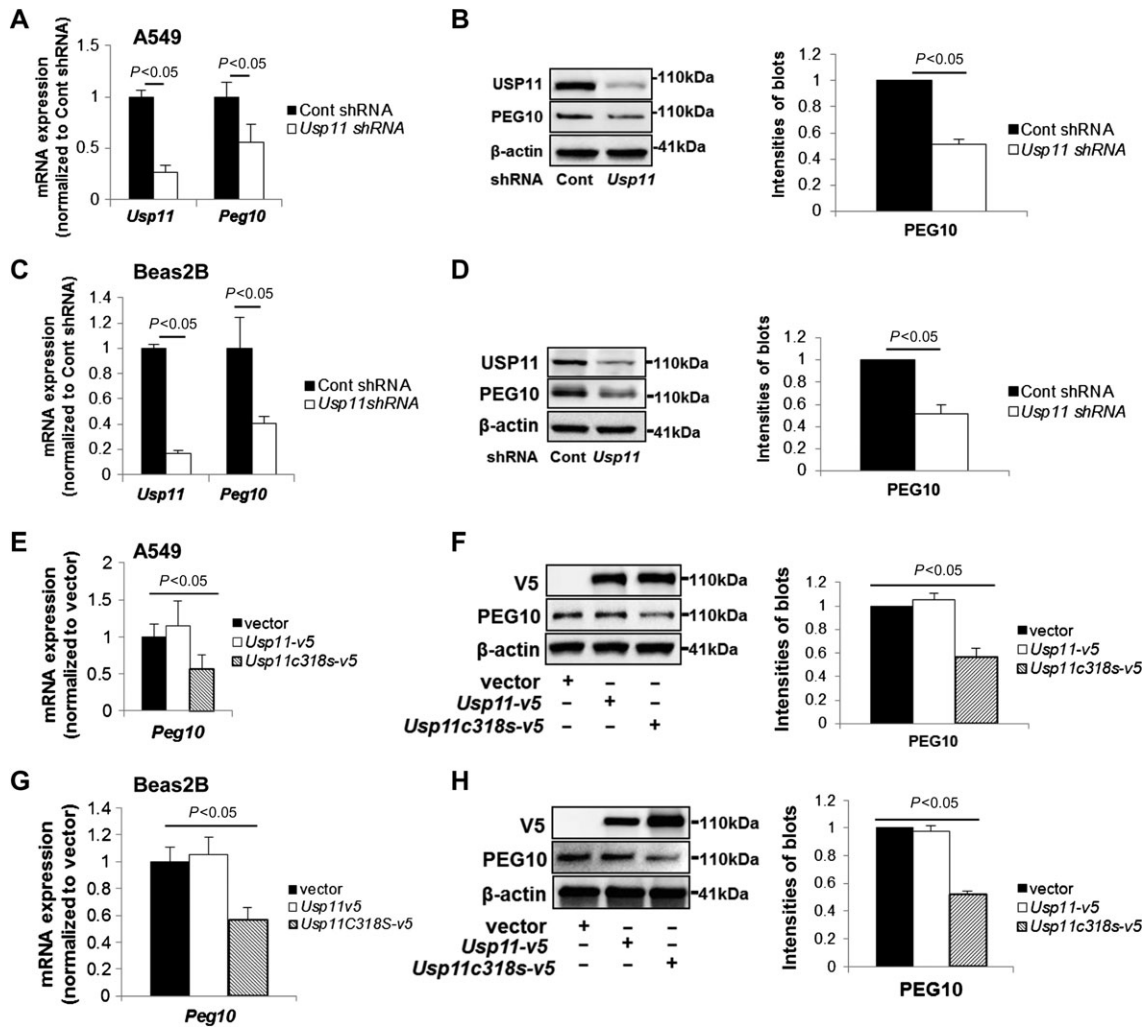 A
A549
mRNA expression
(normalized to Cont shRNA)
1.5
1
0.5
0
P<0.05
P<0.05
Usp11 Peg10
Cont shRNA
Usp11 shRNA
B
USP11
PEG10
β-actin
110kDa
110kDa
41kDa
shRNA Cont Usp11
Intensities of blots
1.2
1
0.8
0.6
0.4
0.2
0
P<0.05
PEG10
Cont shRNA
Usp11 shRNA
C
Beas2B
mRNA expression
(normalized to Cont shRNA)
1.4
1.2
1
0.8
0.6
0.4
0.2
0
P<0.05
P<0.05
Usp11 Peg10
Cont shRNA
Usp11shRNA
D
USP11
PEG10
β-actin
110kDa
110kDa
41kDa
shRNA Cont Usp11
Intensities of blots
1.2
1
0.8
0.6
0.4
0.2
0
P<0.05
PEG10
Cont shRNA
Usp11 shRNA
E
A549
mRNA expression
(normalized to vector)
2
1.5
1
0.5
0
P<0.05
Peg10
vector
Usp11-v5
Usp11c318s-v5
F
V5
PEG10
β-actin
110kDa
110kDa
41kDa
vector + – –
Usp11-v5 – + –
Usp11c318s-v5 – – +
Intensities of blots
1.2
1
0.8
0.6
0.4
0.2
0
P<0.05
PEG10
vector
Usp11-v5
Usp11c318s-v5
G
Beas2B
mRNA expression
(normalized to vector)
1.4
1.2
1
0.8
0.6
0.4
0.2
0
P<0.05
Peg10
vector
Usp11v5
Usp11C318S-v5
H
V5
PEG10
β-actin
110kDa
110kDa
41kDa
vector + – –
Usp11-v5 – + –
Usp11c318s-v5 – – +
Intensities of blots
1.2
1
0.8
0.6
0.4
0.2
0
P<0.05
PEG10
vector
Usp11-v5
Usp11c318s-v5